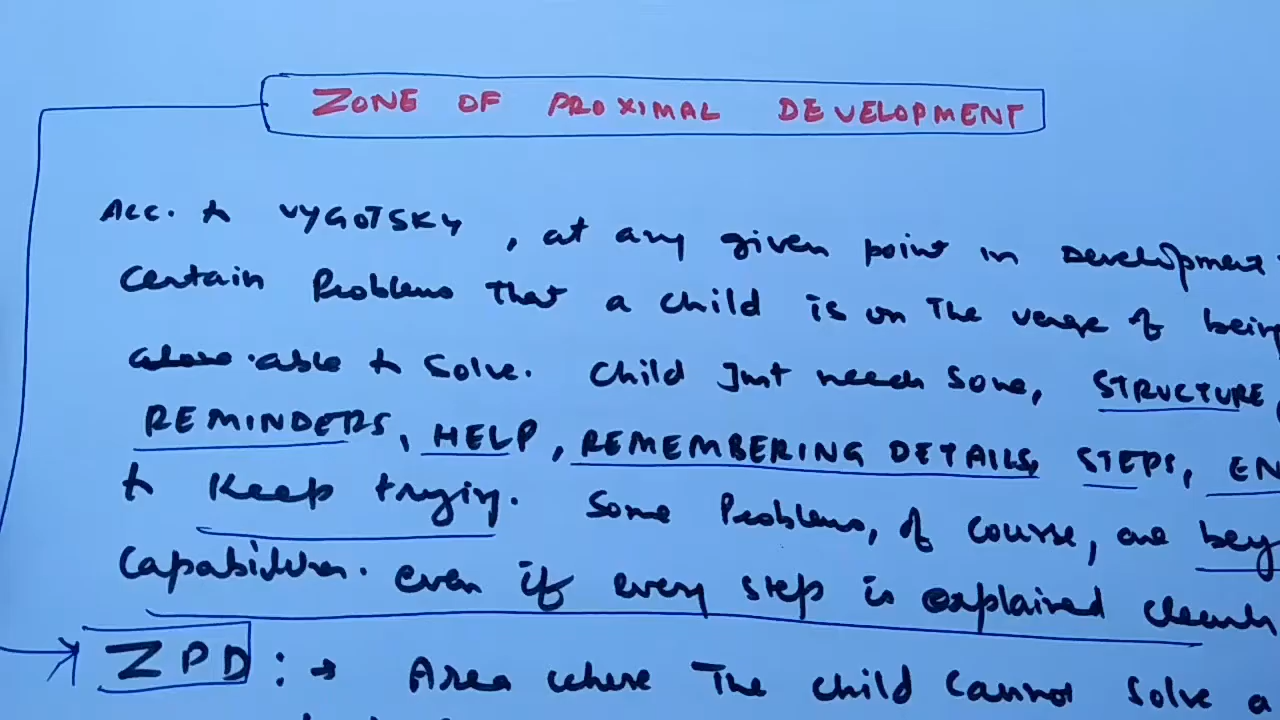 ZONE OF PROXIMAL DEVELOPMENT
Acc. to VYGOTSKY, at any given point in Development
Certain Problems That a child is on The verge of being
able to Solve. Child Just needs Some, STRUCTURE,
REMINDERS, HELP, REMEMBERING DETAILS, STEPS, EN
to Keep trying. Some Problems, of course, are bey
Capabilities. even if every step is explained clearly
ZPD : → Area where The child cannot solve a